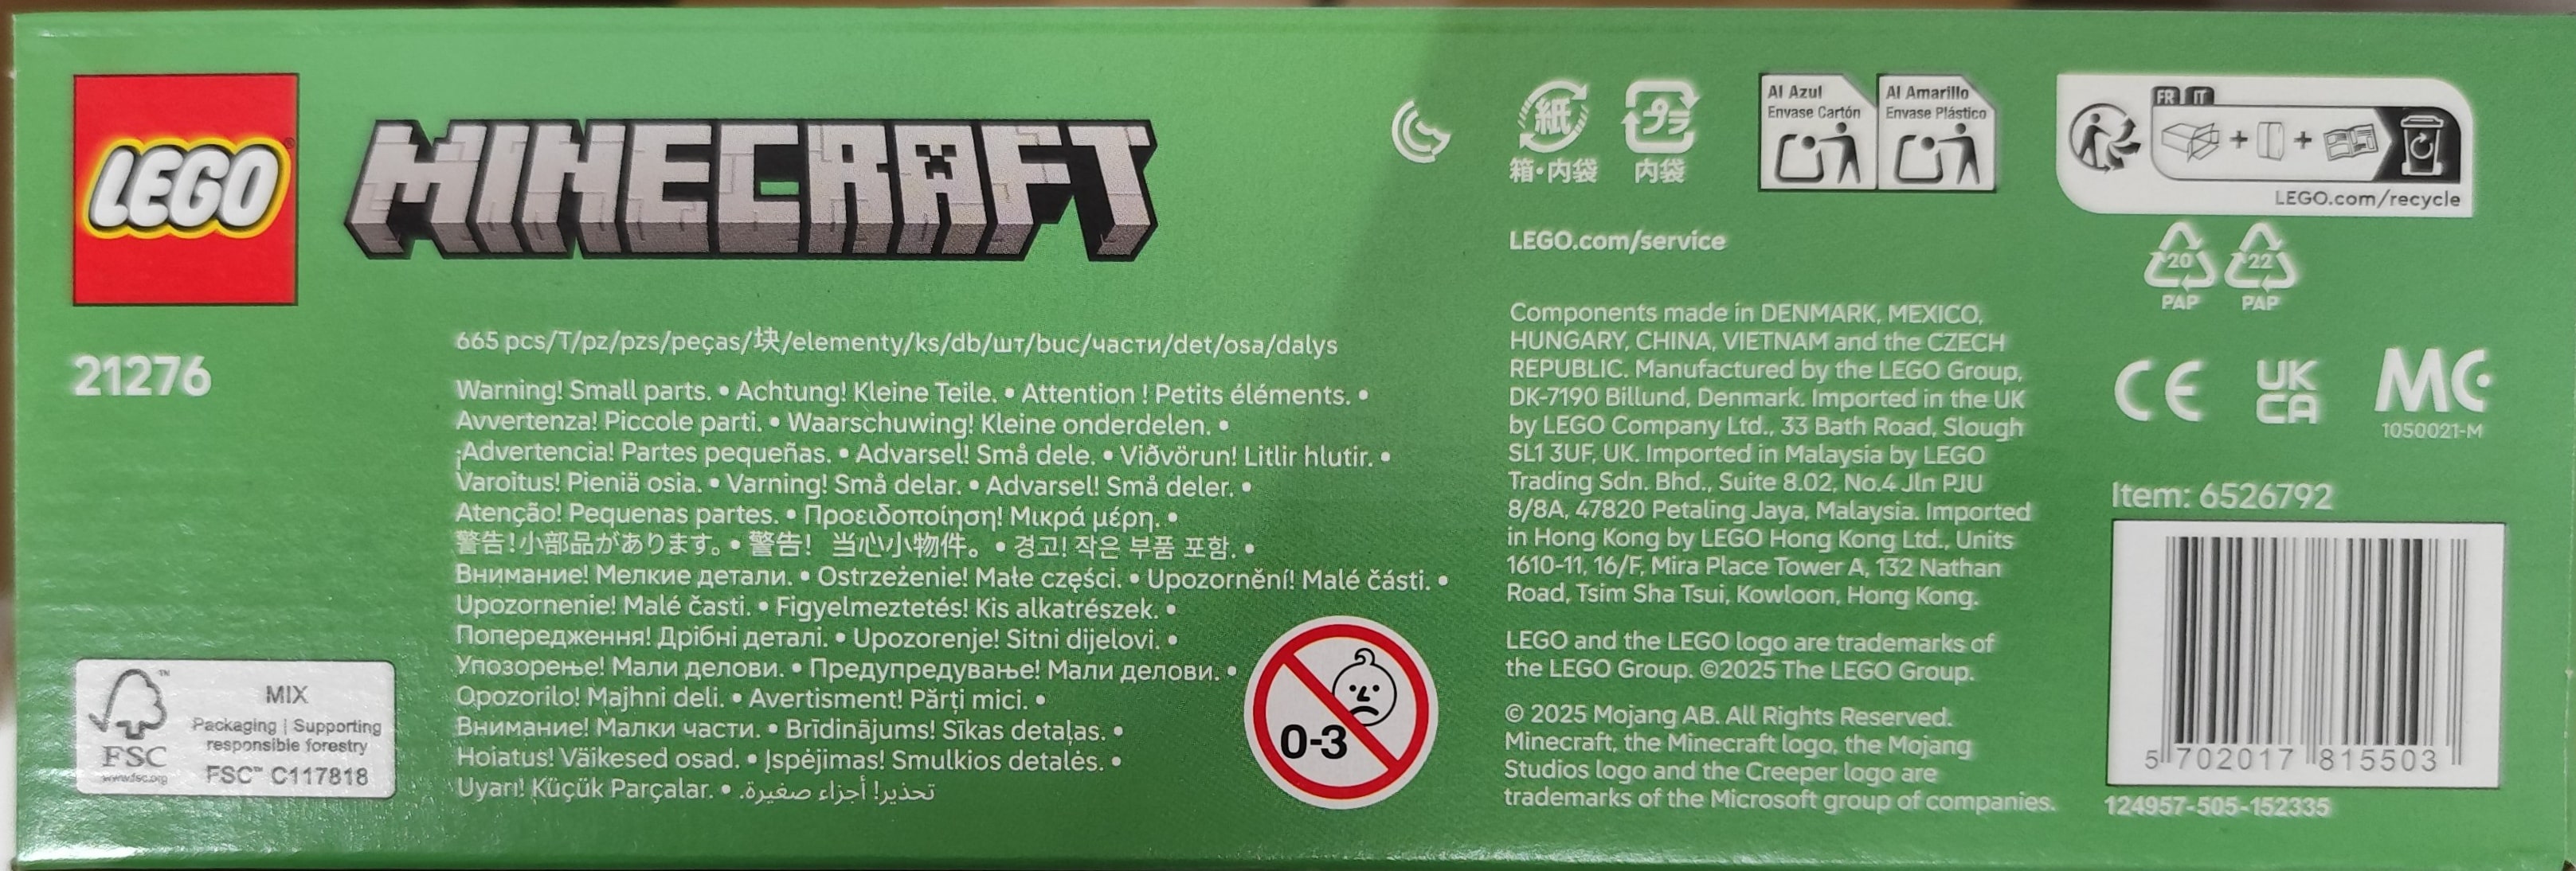 LEGO
MINECRAFT
21276
665 pcs/T/pz/pzs/peças/块/elementy/ks/db/шт/buc/части/det/osa/dalys
Warning! Small parts. • Achtung! Kleine Teile. • Attention ! Petits éléments. •
Avvertenza! Piccole parti. • Waarschuwing! Kleine onderdelen. •
¡Advertencia! Partes pequeñas. • Advarsel! Små dele. • Viðvörun! Litlir hlutir. •
Varoitus! Pieniä osia. • Varning! Små delar. • Advarsel! Små deler. •
Atenção! Pequenas partes. • Προειδοποίηση! Μικρά μέρη. •
警告!小部品があります。• 警告! 当心小物件。• 경고! 작은 부품 포함. •
Внимание! Мелкие детали. • Ostrzeżenie! Małe części. • Upozornění! Malé části. •
Upozornenie! Malé časti. • Figyelmeztetés! Kis alkatrészek. •
Попередження! Дрібні деталі. • Upozorenje! Sitni dijelovi. •
Упозорење! Мали делови. • Предупредување! Мали делови. •
Opozorilo! Majhni deli. • Avertisment! Părți mici. •
Внимание! Малки части. • Brīdinājums! Sīkas detaļas. •
Hoiatus! Väikesed osad. • Įspėjimas! Smulkios detalės. •
Uyarı! Küçük Parçalar. • تحذير! أجزاء صغيرة.
0-3
FSC™
www.fsc.org
MIX
Packaging | Supporting
responsible forestry
FSC™ C117818
紙
箱・内袋
プラ
内袋
Al Azul
Envase Cartón
Al Amarillo
Envase Plástico
FR IT
+ +
LEGO.com/recycle
20 PAP
22 PAP
LEGO.com/service
Components made in DENMARK, MEXICO,
HUNGARY, CHINA, VIETNAM and the CZECH
REPUBLIC. Manufactured by the LEGO Group,
DK-7190 Billund, Denmark. Imported in the UK
by LEGO Company Ltd., 33 Bath Road, Slough
SL1 3UF, UK. Imported in Malaysia by LEGO
Trading Sdn. Bhd., Suite 8.02, No.4 Jln PJU
8/8A, 47820 Petaling Jaya, Malaysia. Imported
in Hong Kong by LEGO Hong Kong Ltd., Units
1610-11, 16/F, Mira Place Tower A, 132 Nathan
Road, Tsim Sha Tsui, Kowloon, Hong Kong.
LEGO and the LEGO logo are trademarks of
the LEGO Group. ©2025 The LEGO Group.
© 2025 Mojang AB. All Rights Reserved.
Minecraft, the Minecraft logo, the Mojang
Studios logo and the Creeper logo are
trademarks of the Microsoft group of companies.
CE
UK
CA
MC
1050021-M
Item: 6526792
5 702017 815503
124957-505-152335